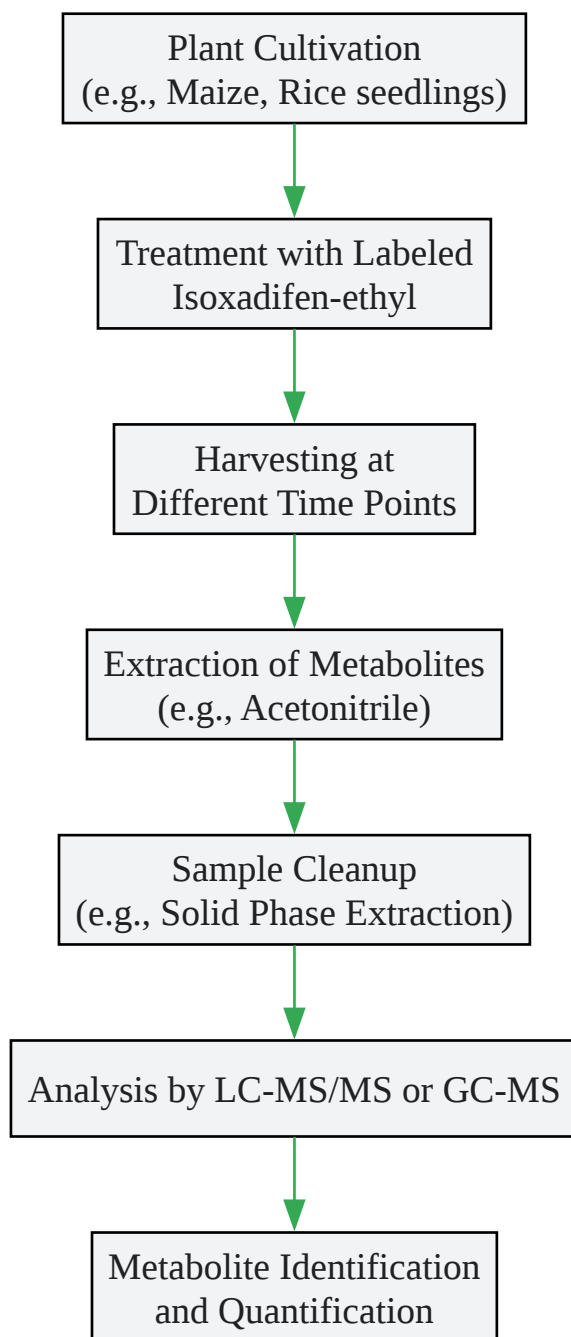 Plant Cultivation
(e.g., Maize, Rice seedlings)
Treatment with Labeled
Isoxadifen-ethyl
Harvesting at
Different Time Points
Extraction of Metabolites
(e.g., Acetonitrile)
Sample Cleanup
(e.g., Solid Phase Extraction)
Analysis by LC-MS/MS or GC-MS
Metabolite Identification
and Quantification